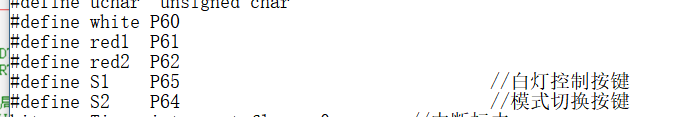 #define uchar  unsigned char
#define white P60
#define red1  P61
#define red2  P62
#define S1    P65                                  //白灯控制按键
#define S2    P64                                  //模式切换按键